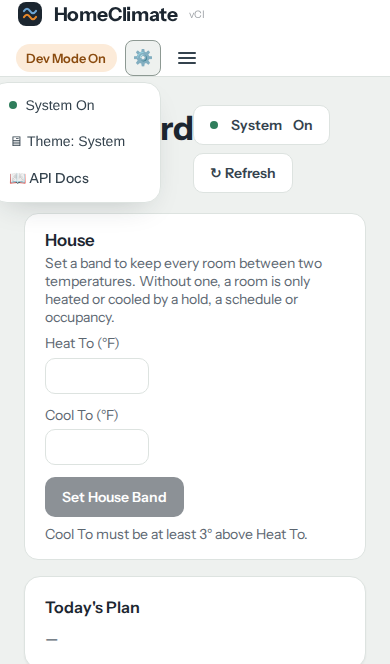 HomeClimate vCI
Dev Mode On
System On
Theme: System
API Docs
rd
System On
↻ Refresh
House
Set a band to keep every room between two
temperatures. Without one, a room is only
heated or cooled by a hold, a schedule or
occupancy.
Heat To (°F)
Cool To (°F)
Set House Band
Cool To must be at least 3° above Heat To.
Today's Plan
—